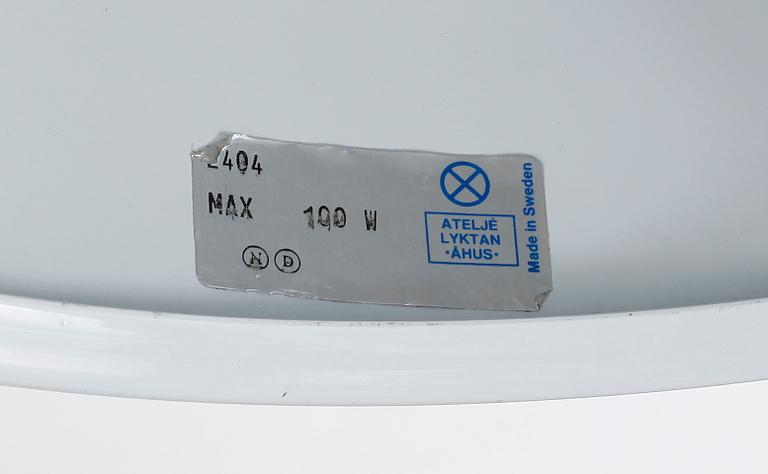 404
MAX 100 W
N D
ATELJÉ
LYKTAN
·ÅHUS·
Made in Sweden